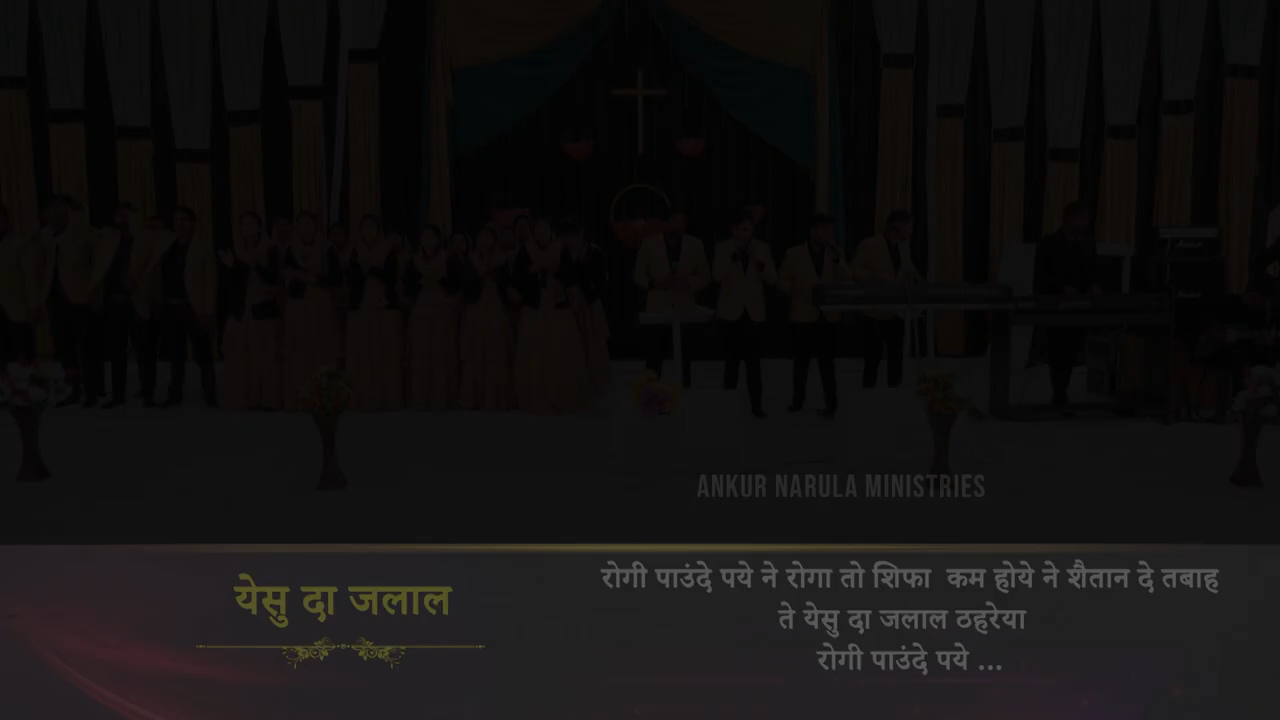 ANKUR NARULA MINISTRIES
येसु दा जलाल
रोगी पाउंदे पये ने रोगा तो शिफा कम होये ने शैतान दे तबाह
ते येसु दा जलाल ठहरेया
रोगी पाउंदे पये ...